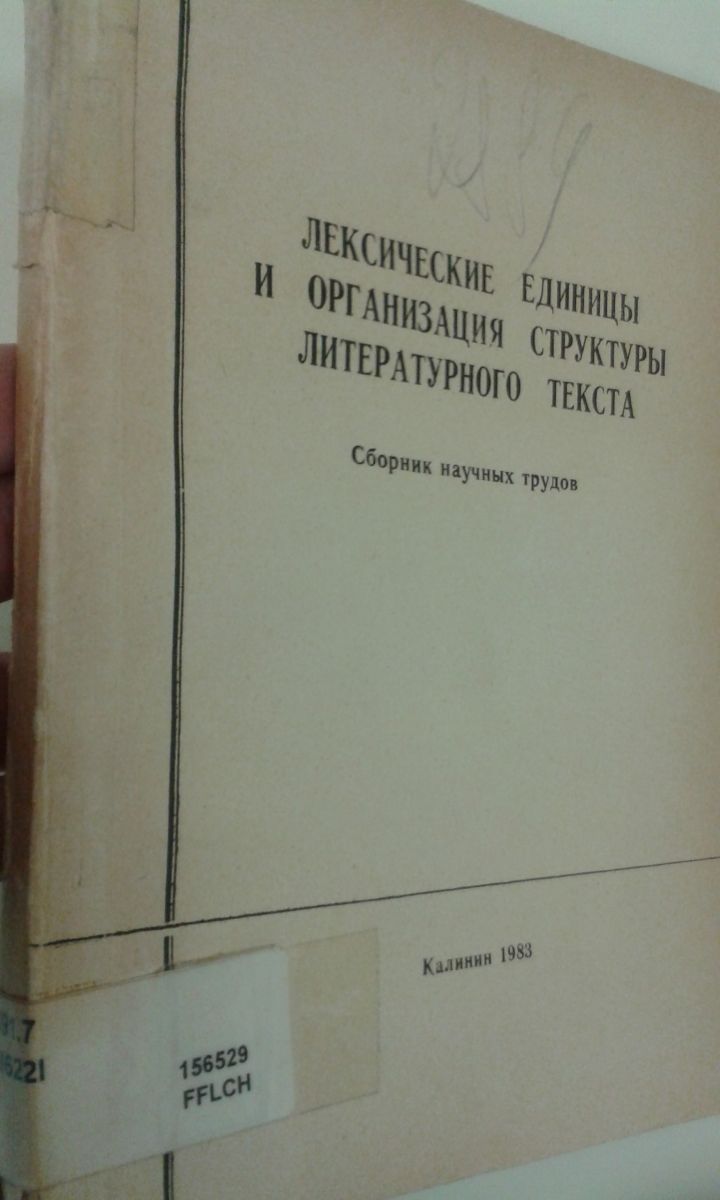 ЛЕКСИЧЕСКИЕ ЕДИНИЦЫ
И ОРГАНИЗАЦИЯ СТРУКТУРЫ
ЛИТЕРАТУРНОГО ТЕКСТА
Сборник научных трудов
Калинин 1983
156529
FFLCH